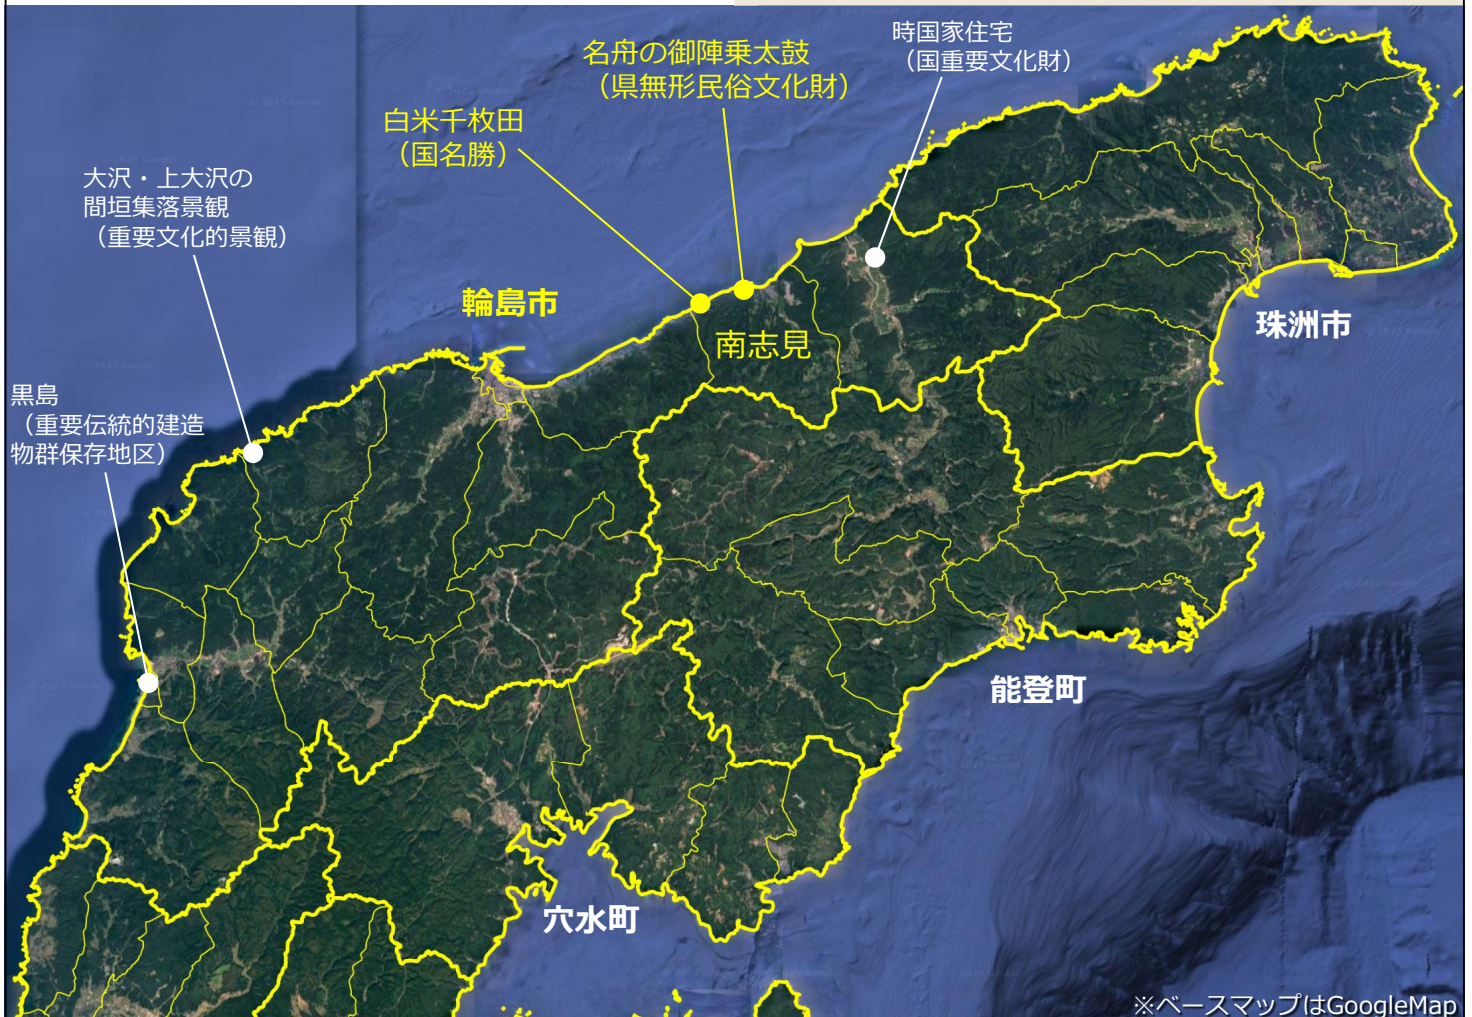 時国家住宅
（国重要文化財）
名舟の御陣乗太鼓
（県無形民俗文化財）
白米千枚田
（国名勝）
大沢・上大沢の
間垣集落景観
（重要文化的景観）
輪島市
珠洲市
南志見
黒島
（重要伝統的建造
物群保存地区）
能登町
穴水町
※ベースマップはGoogleMap